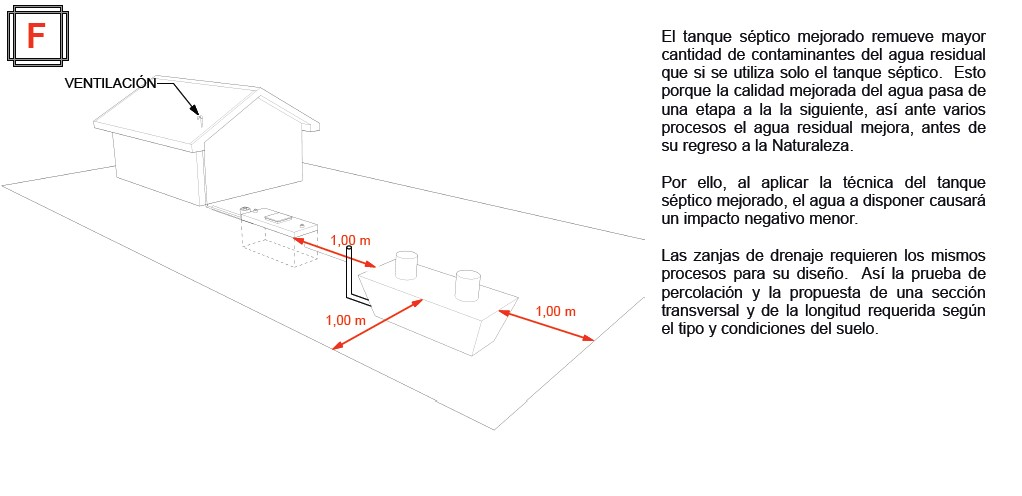 F
VENTILACIÓN
1,00 m
1,00 m
1,00 m
El tanque séptico mejorado remueve mayor
cantidad de contaminantes del agua residual
que si se utiliza solo el tanque séptico. Esto
porque la calidad mejorada del agua pasa de
una etapa a la la siguiente, así ante varios
procesos el agua residual mejora, antes de
su regreso a la Naturaleza.
Por ello, al aplicar la técnica del tanque
séptico mejorado, el agua a disponer causará
un impacto negativo menor.
Las zanjas de drenaje requieren los mismos
procesos para su diseño. Así la prueba de
percolación y la propuesta de una sección
transversal y de la longitud requerida según
el tipo y condiciones del suelo.